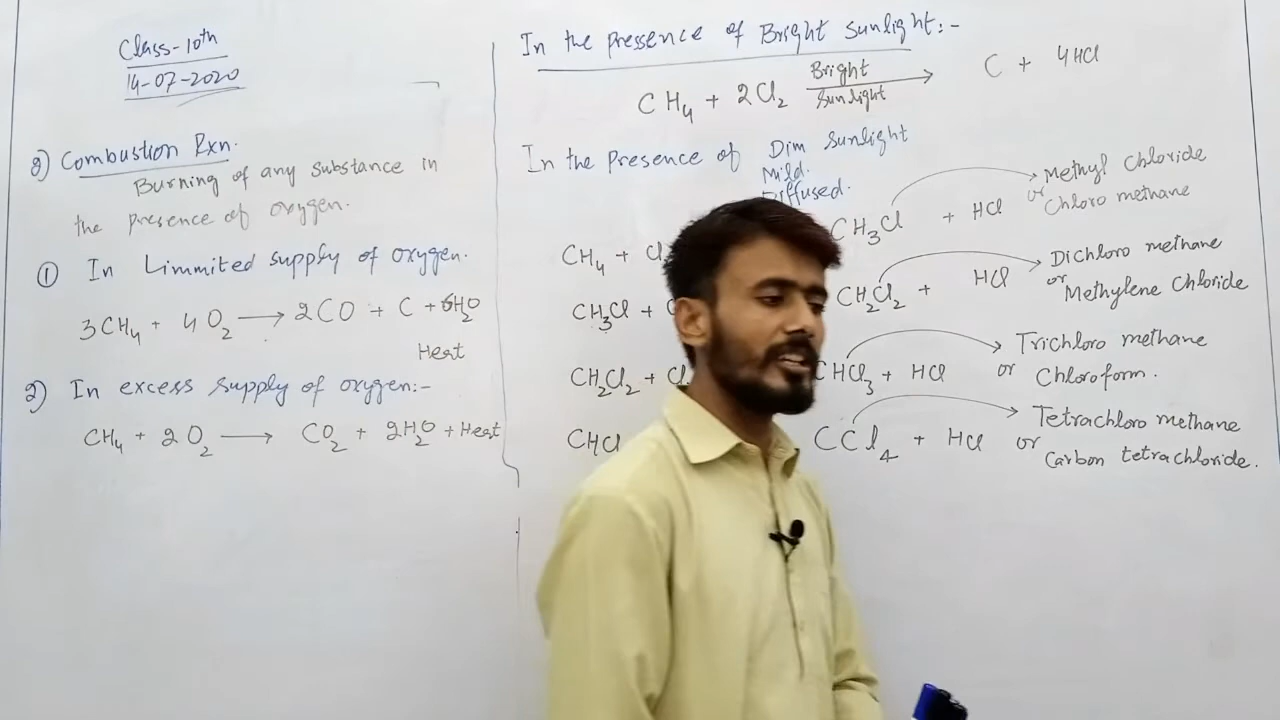 Class-10th
14-07-2020
3) Combustion Rxn.
Burning of any substance in
the presence of oxygen.
① In Limmited supply of oxygen.
3CH4 + 4O2 → 2CO + C + 6H2O
Heat
2) In excess supply of oxygen:-
CH4 + 2O2 → CO2 + 2H2O + Heat
In the pressence of Bright Sunlight:-
CH4 + 2Cl2 Bright Sunlight → C + 4HCl
In the presence of Dim Sunlight
Mild.
Diffused.
CH4 + Cl CH3Cl + HCl Methyl Chloride
or Chloro methane
CH3Cl + CH2Cl2 + HCl Dichloro methane
or Methylene Chloride
CH2Cl2 + CHCl3 + HCl Trichloro methane
or Chloroform.
CHCl CCl4 + HCl Tetrachloro methane
or Carbon tetrachloride.